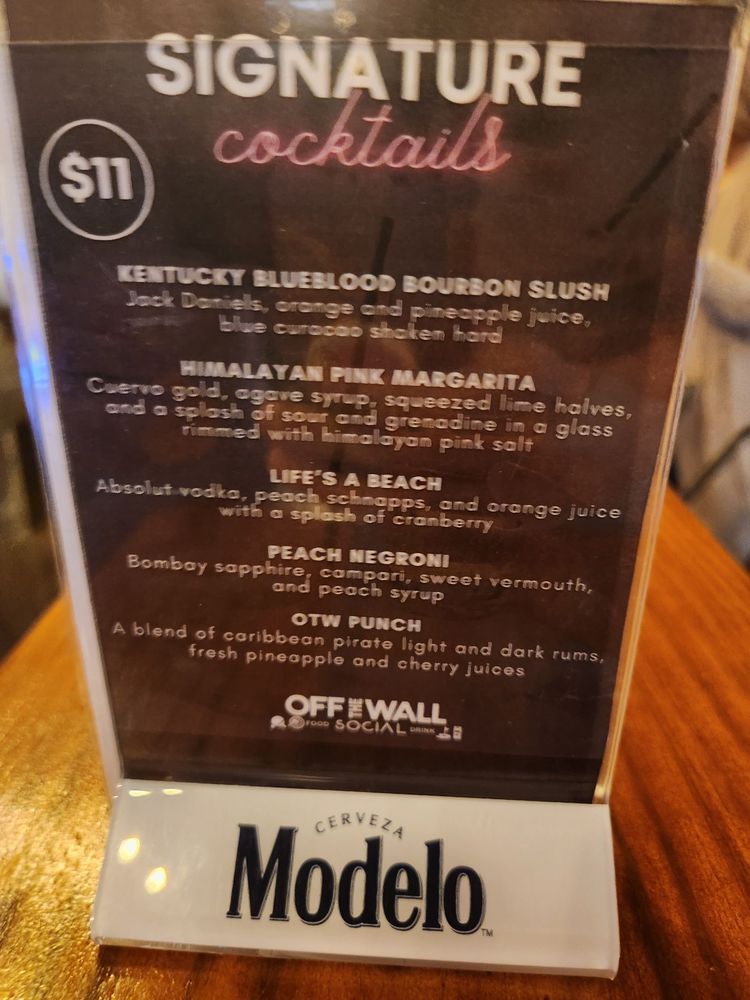 SIGNATURE
cocktails
$11
KENTUCKY BLUEBLOOD BOURBON SLUSH
Jack Daniels, orange and pineapple juice,
blue curacao shaken hard
HIMALAYAN PINK MARGARITA
Cuervo gold, agave syrup, squeezed lime halves,
and a splash of sour and grenadine in a glass
rimmed with himalayan pink salt
LIFE'S A BEACH
Absolut vodka, peach schnapps, and orange juice
with a splash of cranberry
PEACH NEGRONI
Bombay sapphire, campari, sweet vermouth,
and peach syrup
OTW PUNCH
A blend of caribbean pirate light and dark rums,
fresh pineapple and cherry juices
OFF THE WALL
FOOD SOCIAL DRINK
CERVEZA
Modelo™